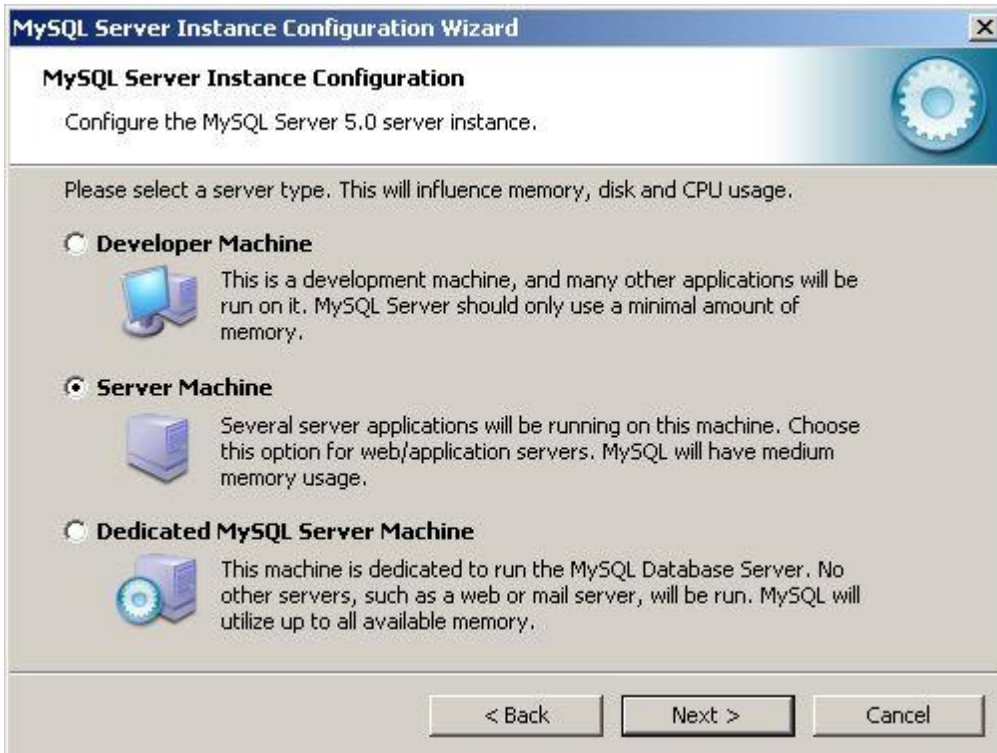 MySQL Server Instance Configuration Wizard
MySQL Server Instance Configuration
Configure the MySQL Server 5.0 server instance.
Please select a server type. This will influence memory, disk and CPU usage.
Developer Machine
This is a development machine, and many other applications will be
run on it. MySQL Server should only use a minimal amount of
memory.
Server Machine
Several server applications will be running on this machine. Choose
this option for web/application servers. MySQL will have medium
memory usage.
Dedicated MySQL Server Machine
This machine is dedicated to run the MySQL Database Server. No
other servers, such as a web or mail server, will be run. MySQL will
utilize up to all available memory.
< Back
Next >
Cancel